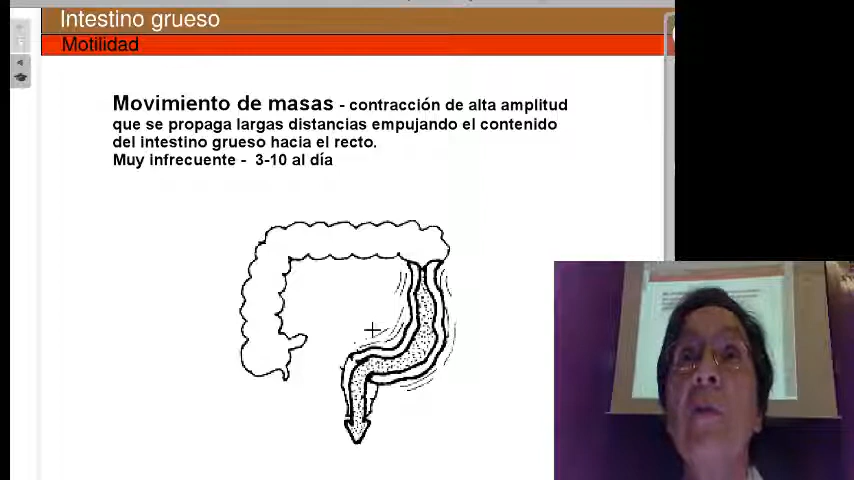 Intestino grueso
Motilidad
Movimiento de masas - contracción de alta amplitud
que se propaga largas distancias empujando el contenido
del intestino grueso hacia el recto.
Muy infrecuente - 3-10 al día